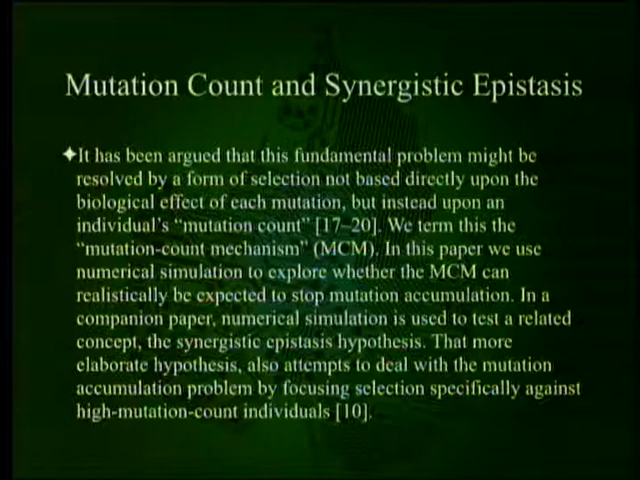 Mutation Count and Synergistic Epistasis
✦It has been argued that this fundamental problem might be
resolved by a form of selection not based directly upon the
biological effect of each mutation, but instead upon an
individual's “mutation count” [17–20]. We term this the
“mutation-count mechanism” (MCM). In this paper we use
numerical simulation to explore whether the MCM can
realistically be expected to stop mutation accumulation. In a
companion paper, numerical simulation is used to test a related
concept, the synergistic epistasis hypothesis. That more
elaborate hypothesis, also attempts to deal with the mutation
accumulation problem by focusing selection specifically against
high-mutation-count individuals [10].